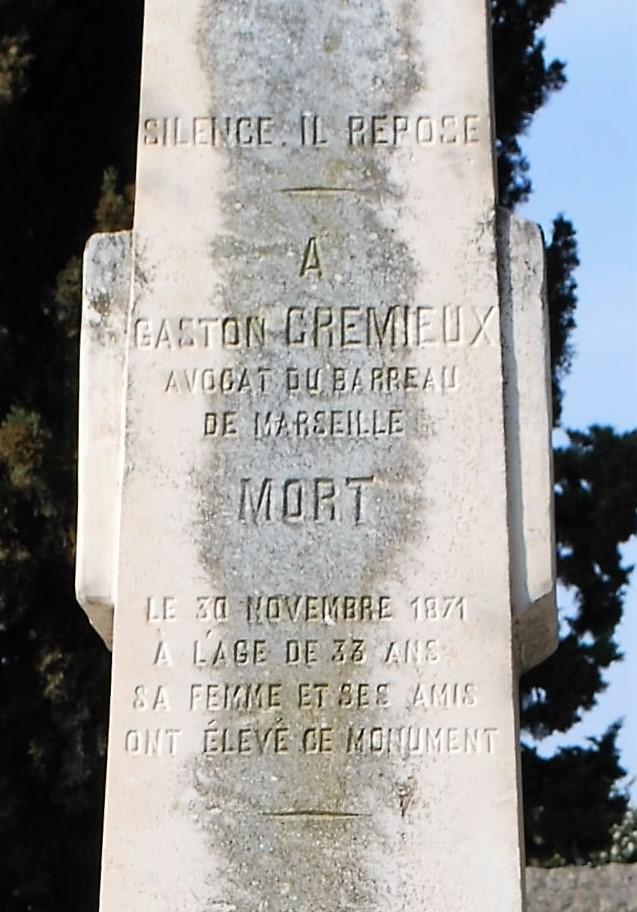 SILENCE. IL REPOSE
A
GASTON CREMIEUX
AVOCAT DU BARREAU
DE MARSEILLE
MORT
LE 30 NOVEMBRE 1871
À L'ÂGE DE 33 ANS
SA FEMME ET SES AMIS
ONT ÉLEVÉ CE MONUMENT